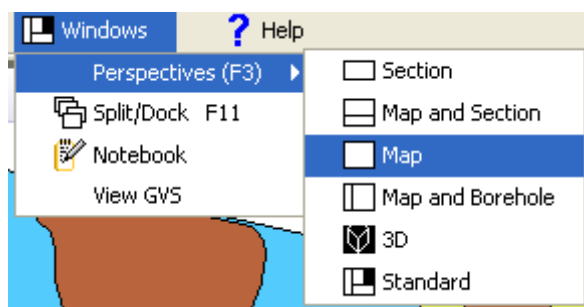 Windows
? Help
Perspectives (F3)
Split/Dock F11
Notebook
View GVS
Section
Map and Section
Map
Map and Borehole
3D
Standard